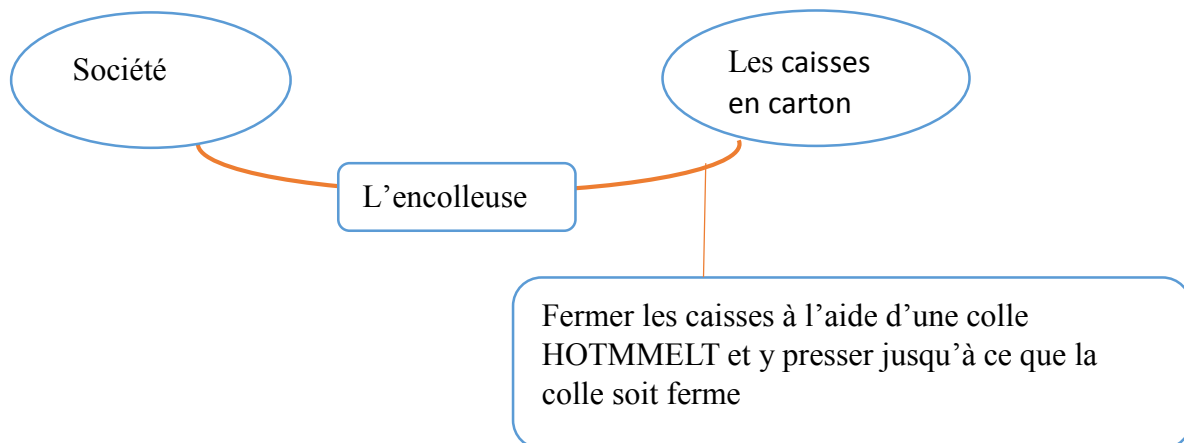 Société
Les caisses
en carton
L’encolleuse
Fermer les caisses à l’aide d’une colle
HOTMMELT et y presser jusqu’à ce que la
colle soit ferme